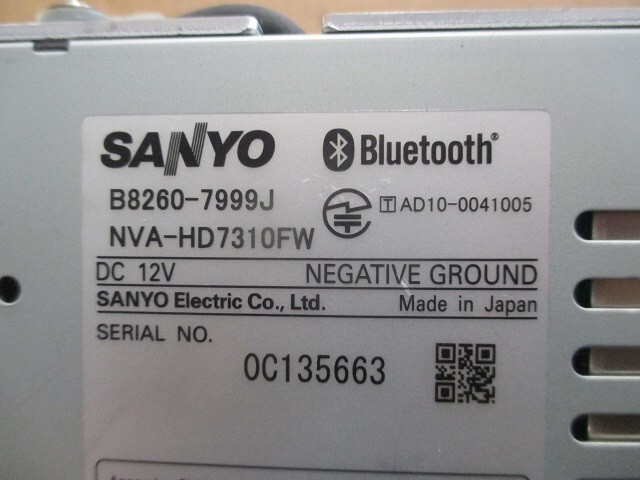 SANYO Bluetooth®
B8260-7999J
T AD10-0041005
NVA-HD7310FW
DC 12V NEGATIVE GROUND
SANYO Electric Co., Ltd. Made in Japan
SERIAL NO.
0C135663